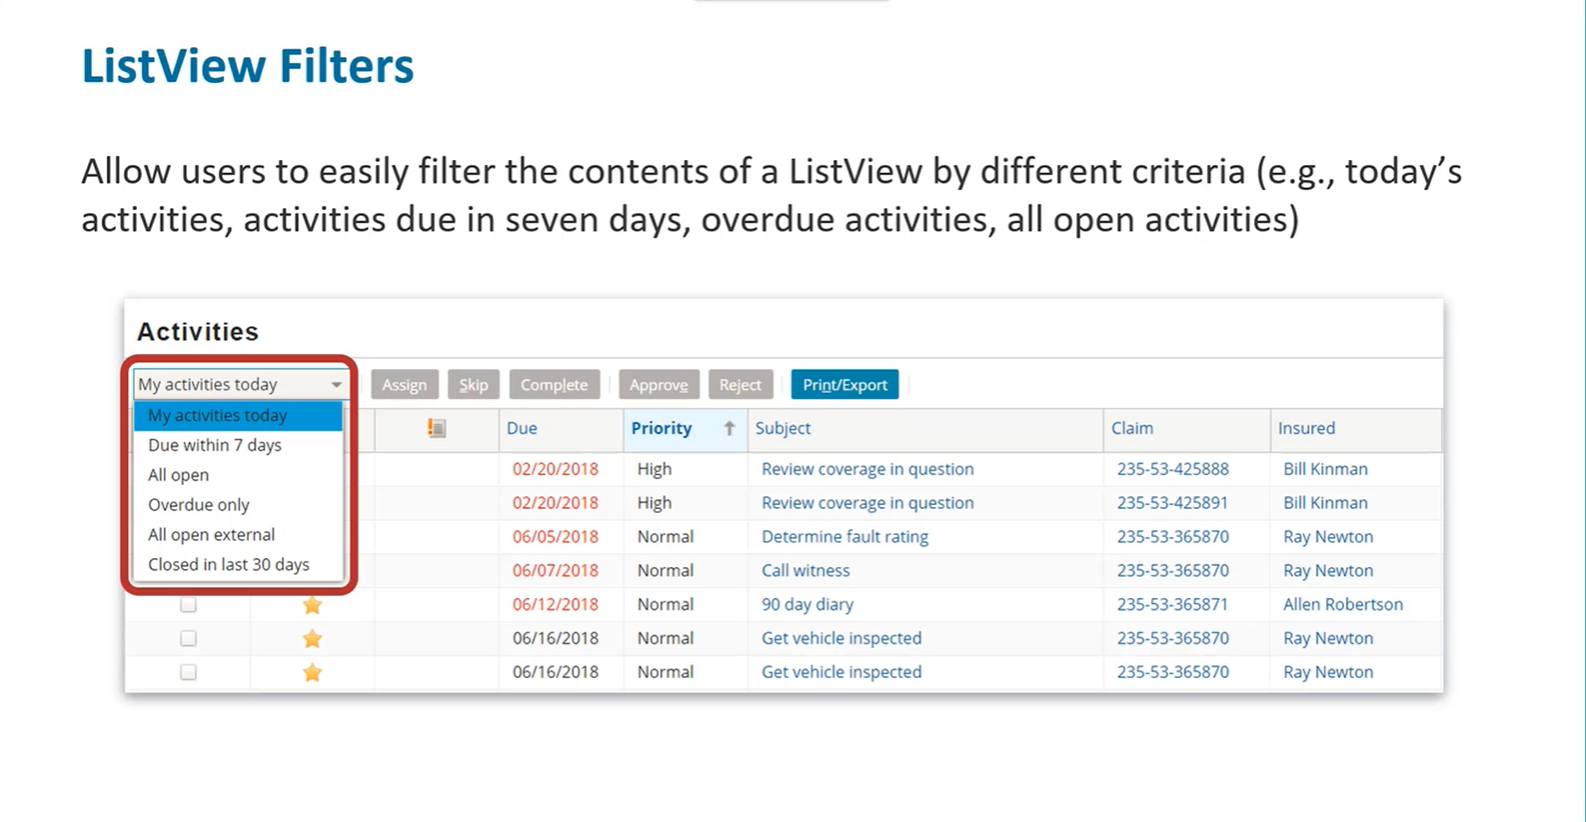 ListView Filters
Allow users to easily filter the contents of a ListView by different criteria (e.g., today’s
activities, activities due in seven days, overdue activities, all open activities)
Activities
My activities today Assign Skip Complete Approve Reject Print/Export
My activities today
Due within 7 days
All open
Overdue only
All open external
Closed in last 30 days
Due Priority Subject Claim Insured
02/20/2018 High Review coverage in question 235-53-425888 Bill Kinman
02/20/2018 High Review coverage in question 235-53-425891 Bill Kinman
06/05/2018 Normal Determine fault rating 235-53-365870 Ray Newton
06/07/2018 Normal Call witness 235-53-365870 Ray Newton
06/12/2018 Normal 90 day diary 235-53-365871 Allen Robertson
06/16/2018 Normal Get vehicle inspected 235-53-365870 Ray Newton
06/16/2018 Normal Get vehicle inspected 235-53-365870 Ray Newton